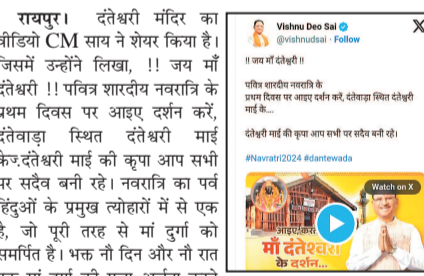 रायपुर। दंतेश्वरी मंदिर का
वीडियो CM साय ने शेयर किया है।
जिसमें उन्होंने लिखा, !! जय माँ
दंतेश्वरी !! पवित्र शारदीय नवरात्रि के
प्रथम दिवस पर आइए दर्शन करें,
दंतेवाड़ा स्थित दंतेश्वरी माई
केज्.दंतेश्वरी माई की कृपा आप सभी
पर सदैव बनी रहे। नवरात्रि का पर्व
हिंदुओं के प्रमुख त्योहारों में से एक
है, जो पूरी तरह से मां दुर्गा को
समर्पित है। भक्त नौ दिन और नौ रात
Vishnu Deo Sai
@vishnudsai · Follow
X
!! जय माँ दंतेश्वरी !!
पवित्र शारदीय नवरात्रि के
प्रथम दिवस पर आइए दर्शन करें, दंतेवाड़ा स्थित दंतेश्वरी
माई के....
दंतेश्वरी माई की कृपा आप सभी पर सदैव बनी रहे।
#Navratri2024 #dantewada
Watch on X
आइए करें
माँ दंतेश्वरी
के दर्शन...